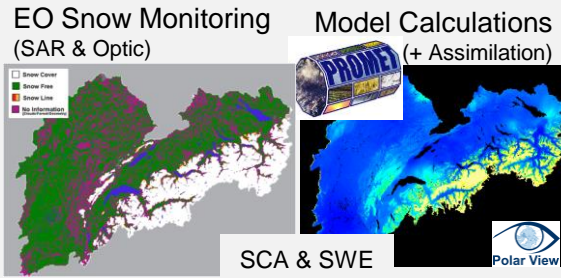 EO Snow Monitoring
(SAR & Optic)
Model Calculations
(+ Assimilation)
PROMET
Snow Cover
Snow Free
Snow Line
No Information
SCA & SWE
Polar View